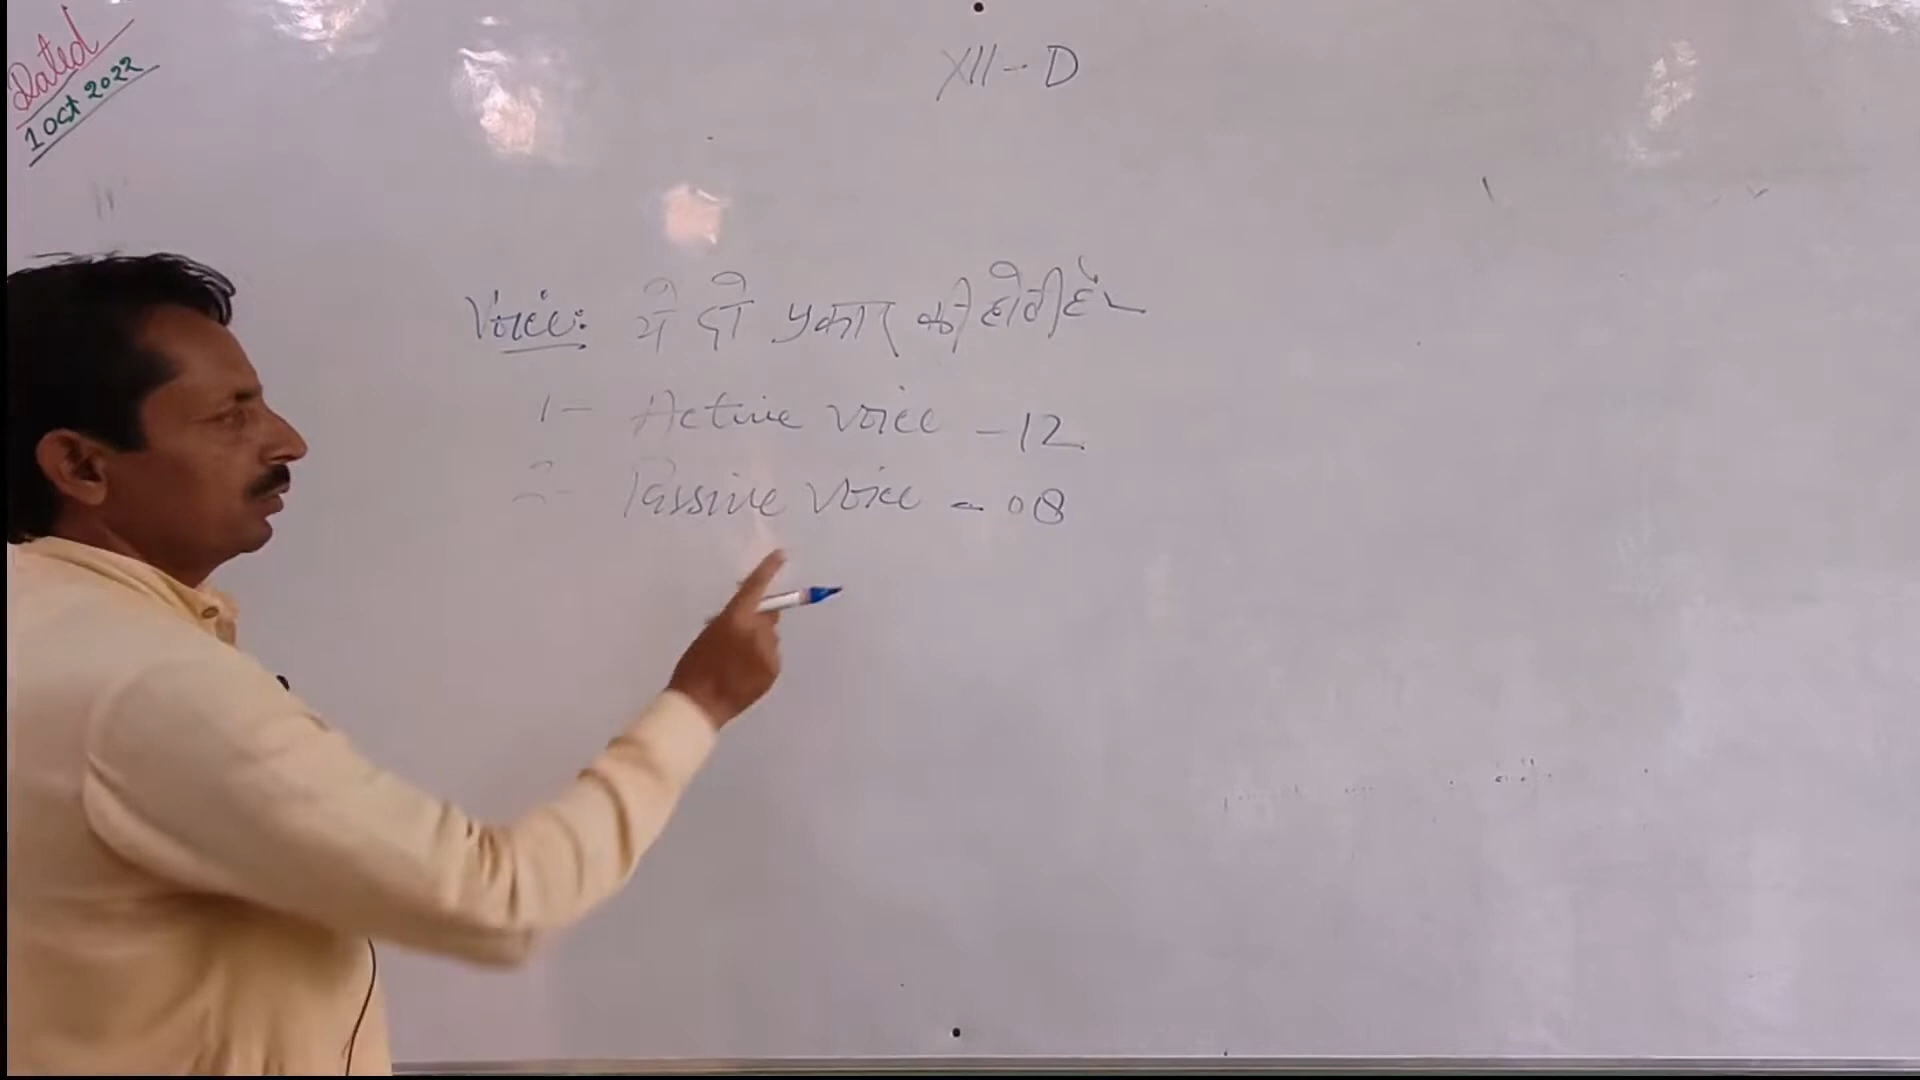 Dated
1 Oct 2022
XII-D
Voice: ये दो प्रकार की होती हैं-
1- Active voice - 12
2- Passive Voice - 08